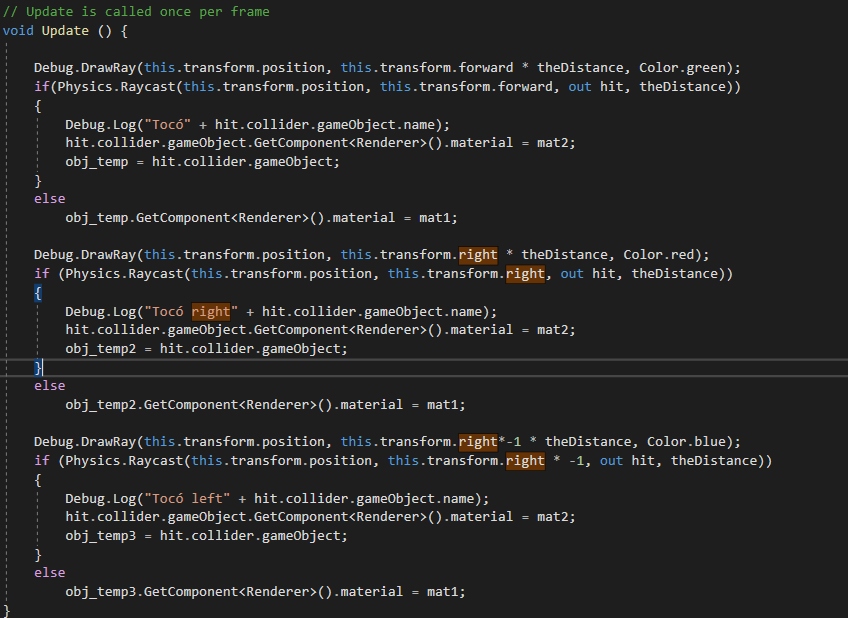 // Update is called once per frame
void Update () {
Debug.DrawRay(this.transform.position, this.transform.forward * theDistance, Color.green);
if(Physics.Raycast(this.transform.position, this.transform.forward, out hit, theDistance))
{
Debug.Log("Tocó" + hit.collider.gameObject.name);
hit.collider.gameObject.GetComponent<Renderer>().material = mat2;
obj_temp = hit.collider.gameObject;
}
else
obj_temp.GetComponent<Renderer>().material = mat1;
Debug.DrawRay(this.transform.position, this.transform.right * theDistance, Color.red);
if (Physics.Raycast(this.transform.position, this.transform.right, out hit, theDistance))
{
Debug.Log("Tocó right" + hit.collider.gameObject.name);
hit.collider.gameObject.GetComponent<Renderer>().material = mat2;
obj_temp2 = hit.collider.gameObject;
}
else
obj_temp2.GetComponent<Renderer>().material = mat1;
Debug.DrawRay(this.transform.position, this.transform.right*-1 * theDistance, Color.blue);
if (Physics.Raycast(this.transform.position, this.transform.right * -1, out hit, theDistance))
{
Debug.Log("Tocó left" + hit.collider.gameObject.name);
hit.collider.gameObject.GetComponent<Renderer>().material = mat2;
obj_temp3 = hit.collider.gameObject;
}
else
obj_temp3.GetComponent<Renderer>().material = mat1;
}